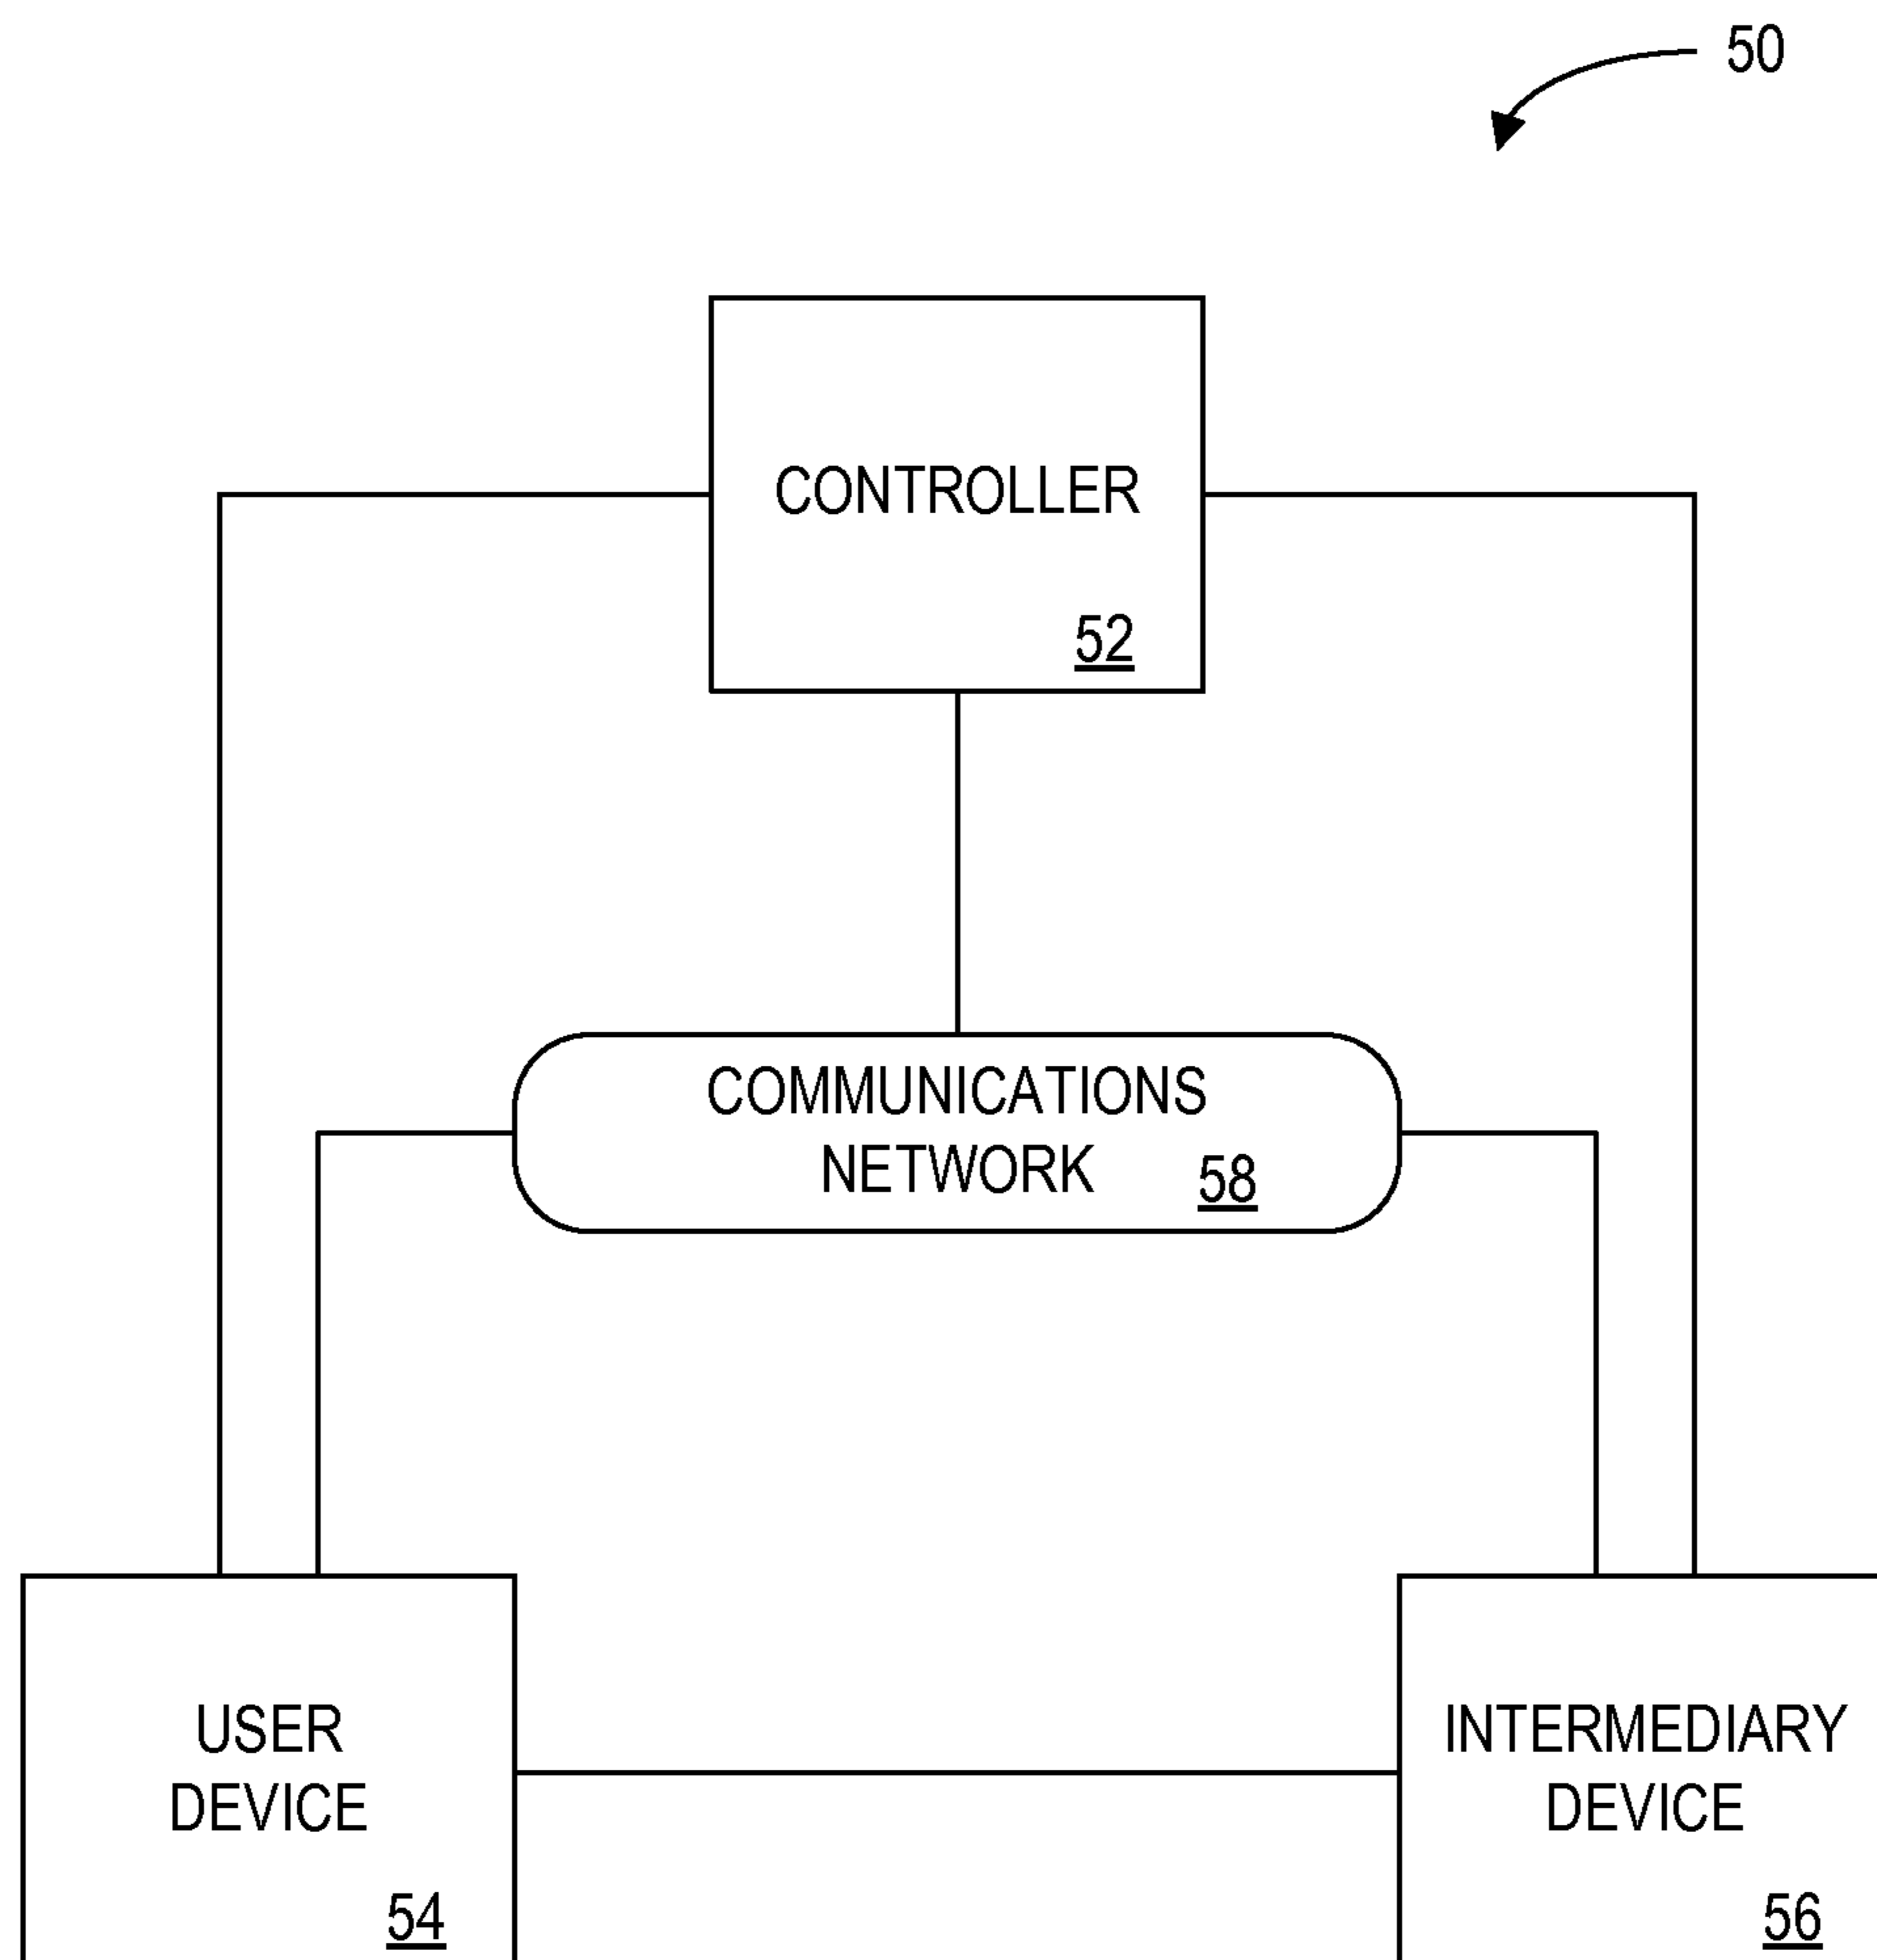 50
CONTROLLER
52
COMMUNICATIONS
NETWORK
58
USER
DEVICE
54
INTERMEDIARY
DEVICE
56